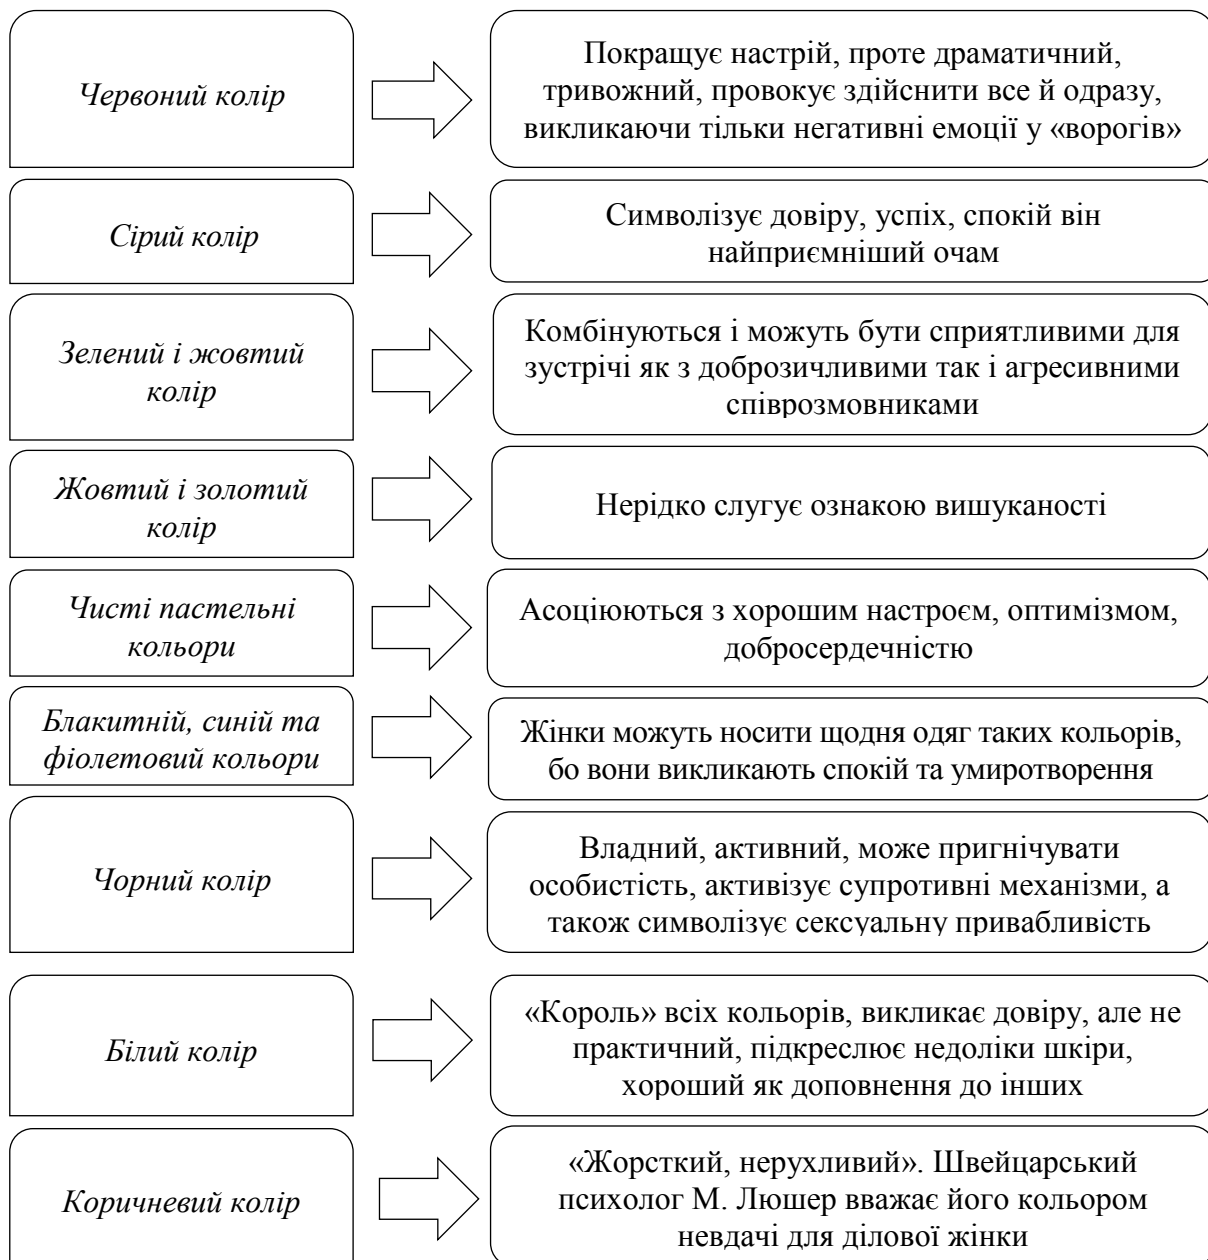 Червоний колір
Покращує настрій, проте драматичний,
тривожний, провокує здійснити все й одразу,
викликаючи тільки негативні емоції у «ворогів»
Сірий колір
Символізує довіру, успіх, спокій він
найприємніший очам
Зелений і жовтий
колір
Комбінуються і можуть бути сприятливими для
зустрічі як з доброзичливими так і агресивними
співрозмовниками
Жовтий і золотий
колір
Нерідко слугує ознакою вишуканості
Чисті пастельні
кольори
Асоціюються з хорошим настроєм, оптимізмом,
добросердечністю
Блакитній, синій та
фіолетовий кольори
Жінки можуть носити щодня одяг таких кольорів,
бо вони викликають спокій та умиротворення
Чорний колір
Владний, активний, може пригнічувати
особистість, активізує супротивні механізми, а
також символізує сексуальну привабливість
Білий колір
«Король» всіх кольорів, викликає довіру, але не
практичний, підкреслює недоліки шкіри,
хороший як доповнення до інших
Коричневий колір
«Жорсткий, нерухливий». Швейцарський
психолог М. Люшер вважає його кольором
невдачі для ділової жінки